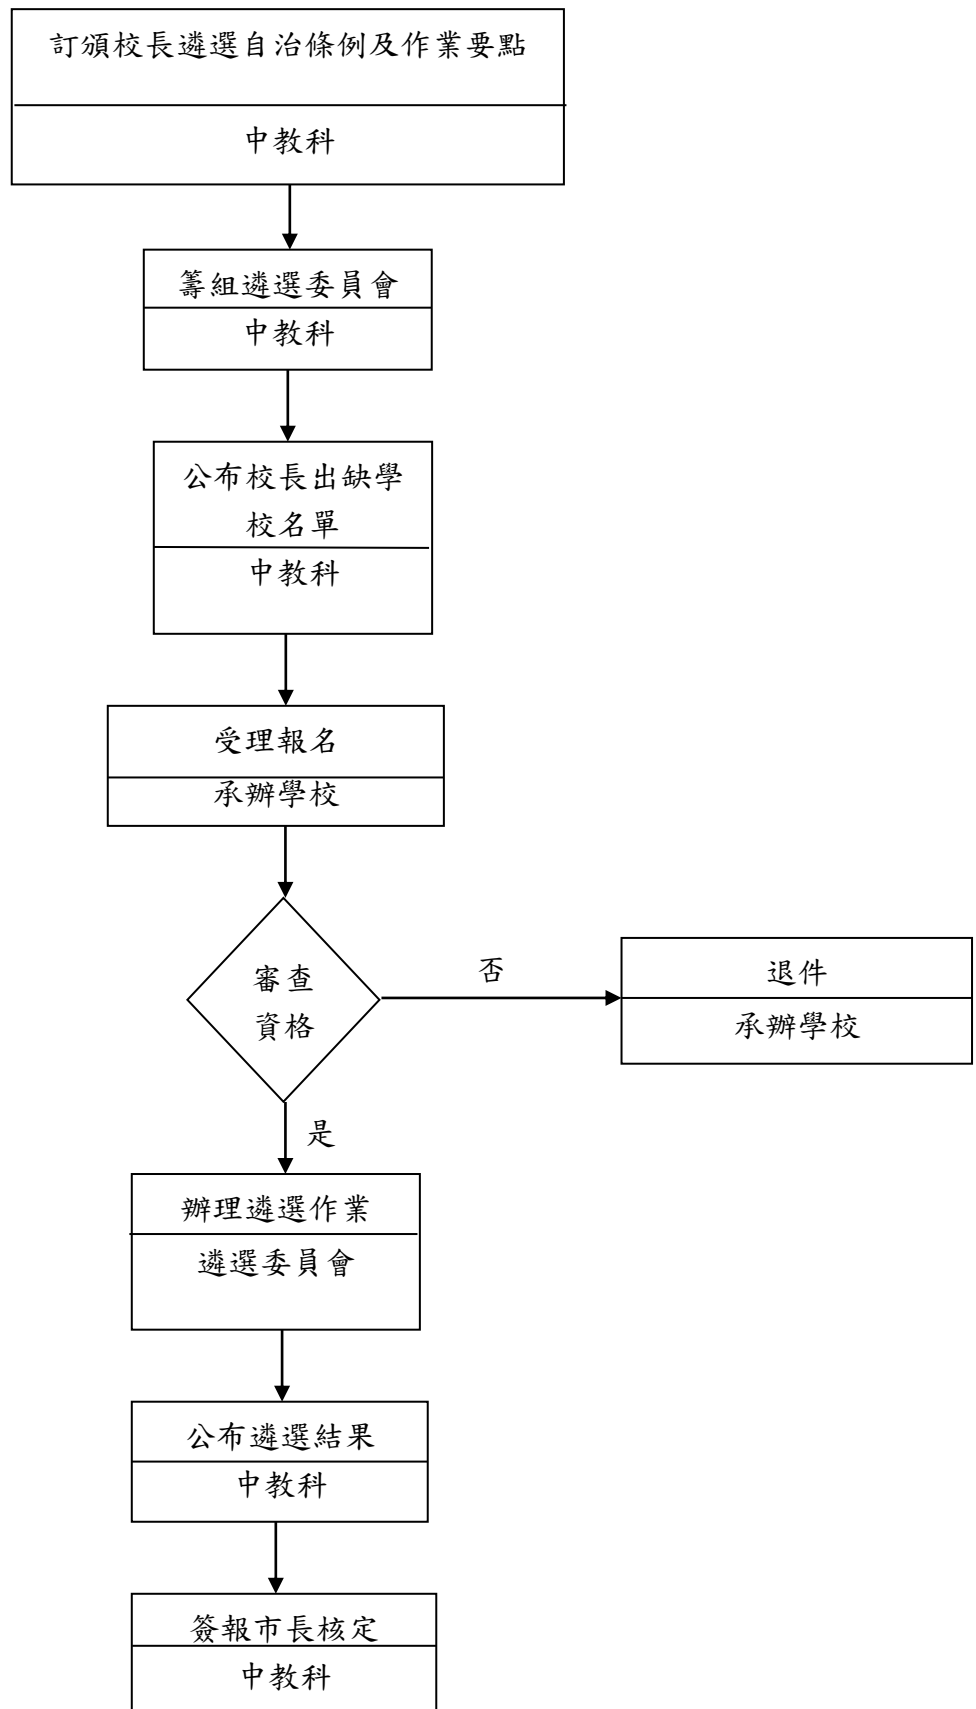 訂頒校長遴選自治條例及作業要點
中教科
籌組遴選委員會
中教科
公布校長出缺學
校名單
中教科
受理報名
承辦學校
審查
資格
否
退件
承辦學校
是
辦理遴選作業
遴選委員會
公布遴選結果
中教科
簽報市長核定
中教科